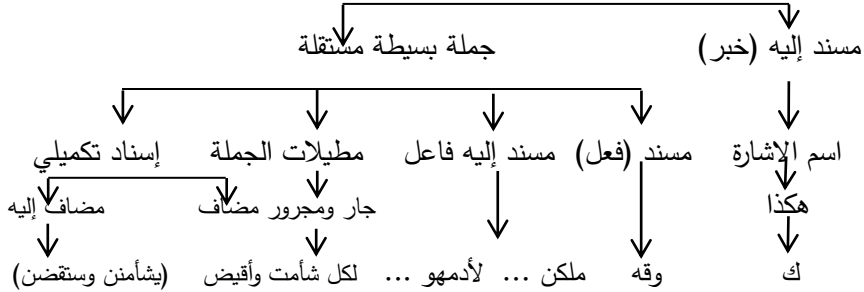 مسند إليه (خبر) جملة بسيطة مستقلة
اسم الإشارة مسند (فعل) مسند إليه فاعل مطيلات الجملة إسناد تكميلي
هكذا جار ومجرور مضاف مضاف إليه
ك وقه ملكن ... لأدمهو ... لكل شأمت وأقيض (يشأمنن وستقضن)